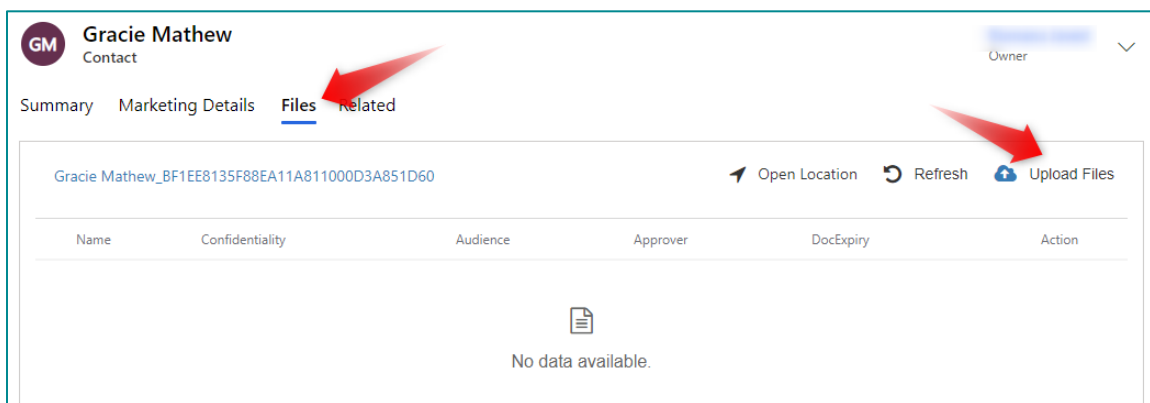 GM
Gracie Mathew
Contact
Owner
Summary Marketing Details Files Related
Gracie Mathew_BF1EE8135F88EA11A811000D3A851D60
Open Location Refresh Upload Files
Name Confidentiality Audience Approver DocExpiry Action
No data available.